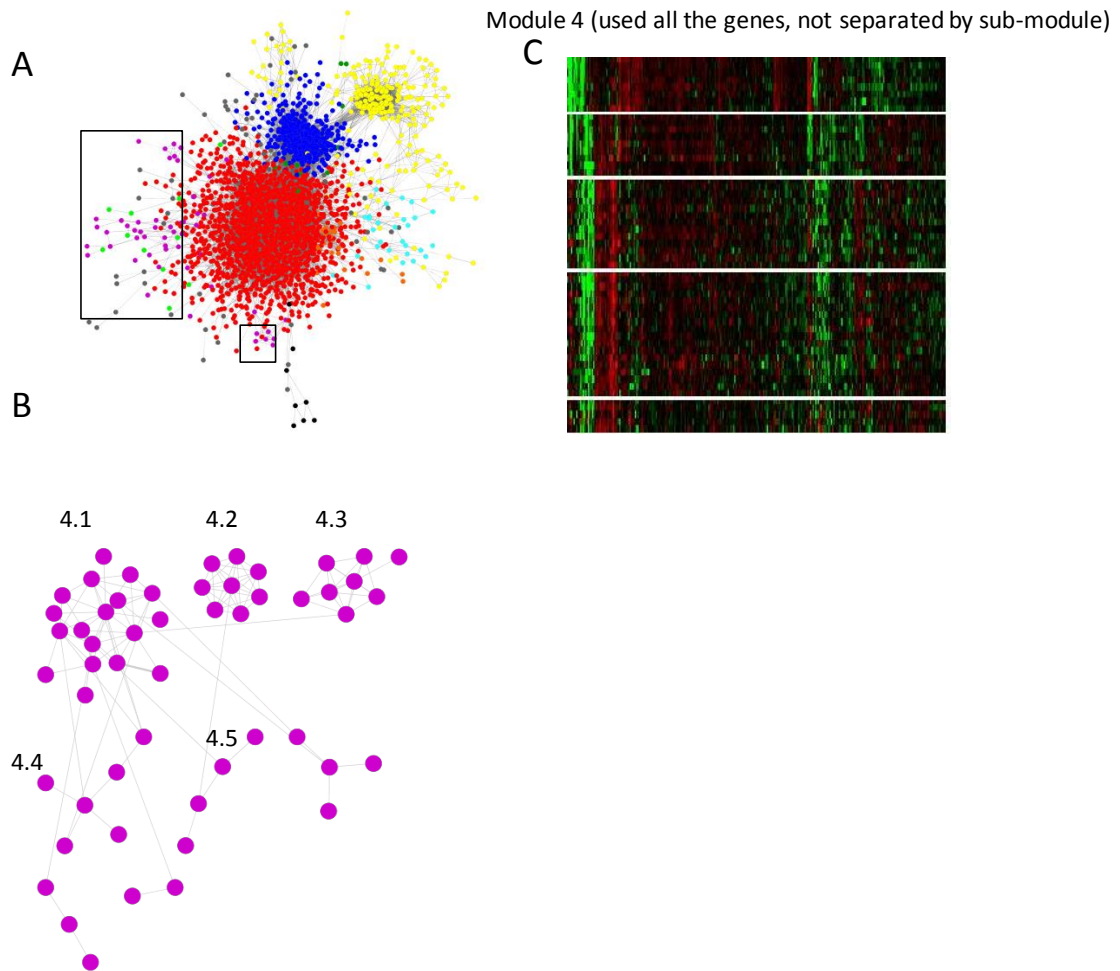 Module 4 (used all the genes, not separated by sub-module)
A
C
B
4.1
4.2
4.3
4.4
4.5